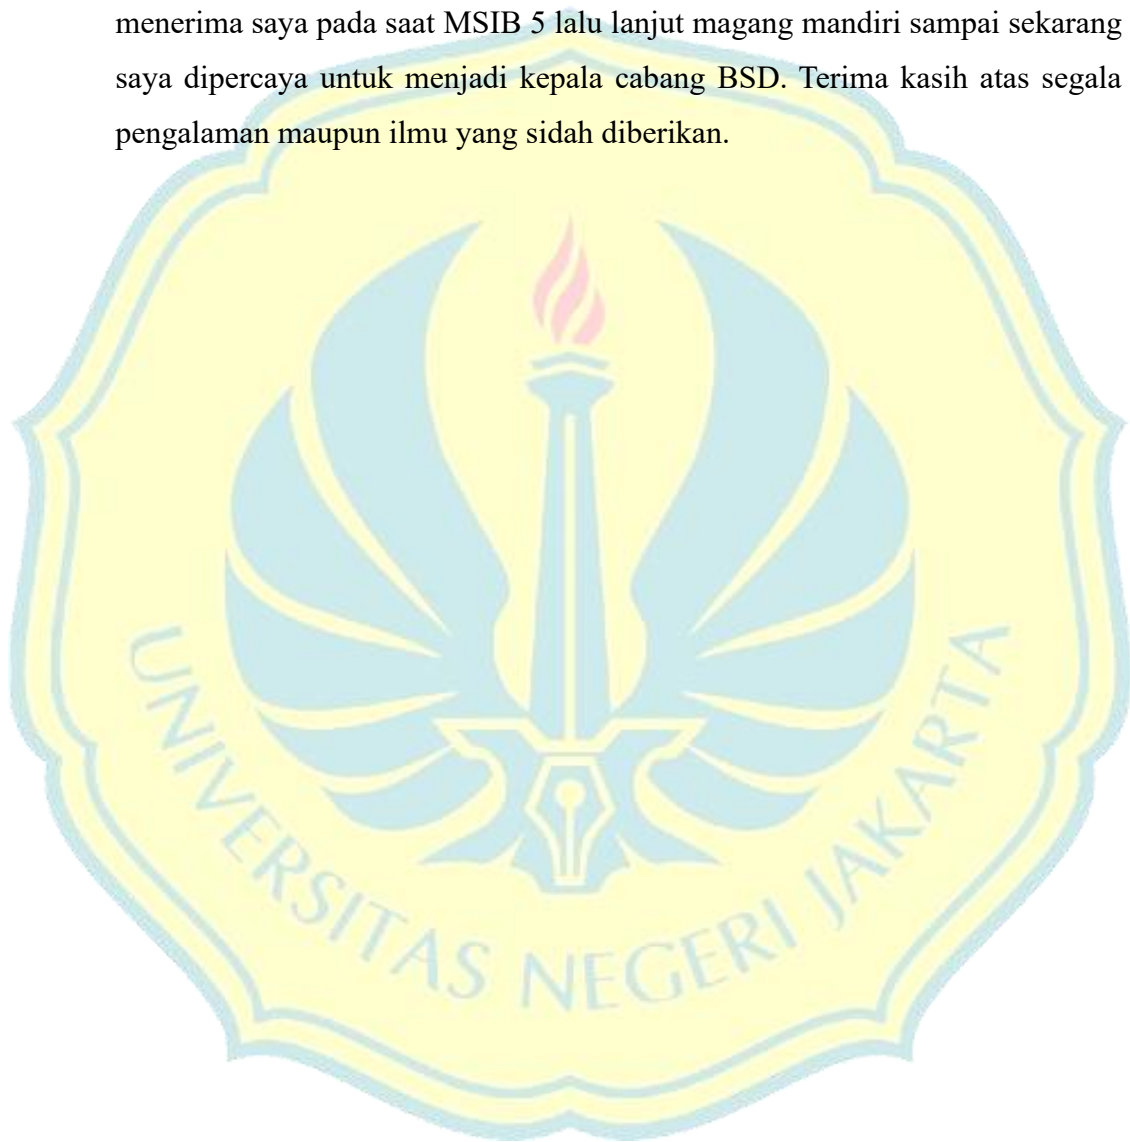 menerima saya pada saat MSIB 5 lalu lanjut magang mandiri sampai sekarang
saya dipercaya untuk menjadi kepala cabang BSD. Terima kasih atas segala
pengalaman maupun ilmu yang sidah diberikan.
UNIVERSITAS NEGERI JAKARTA